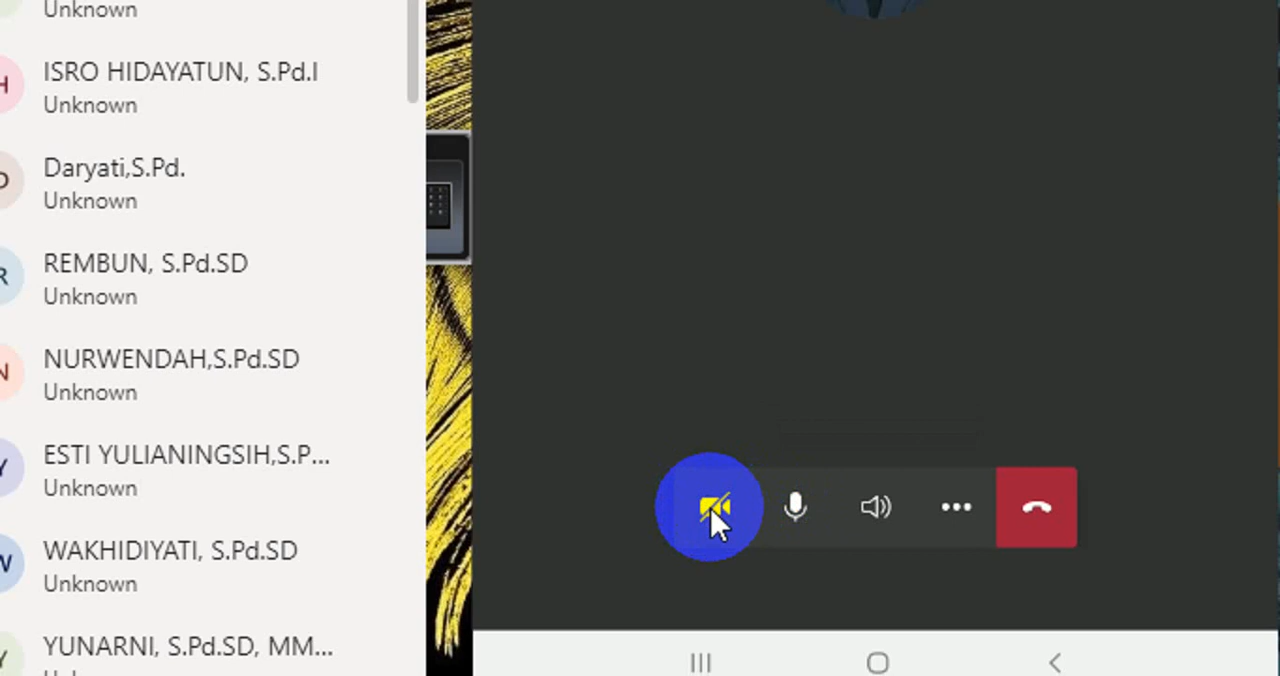 Unknown
ISRO HIDAYATUN, S.Pd.I
Unknown
Daryati,S.Pd.
Unknown
REMBUN, S.Pd.SD
Unknown
NURWENDAH,S.Pd.SD
Unknown
ESTI YULIANINGSIH,S.P...
Unknown
WAKHIDIYATI, S.Pd.SD
Unknown
YUNARNI, S.Pd.SD, MM...